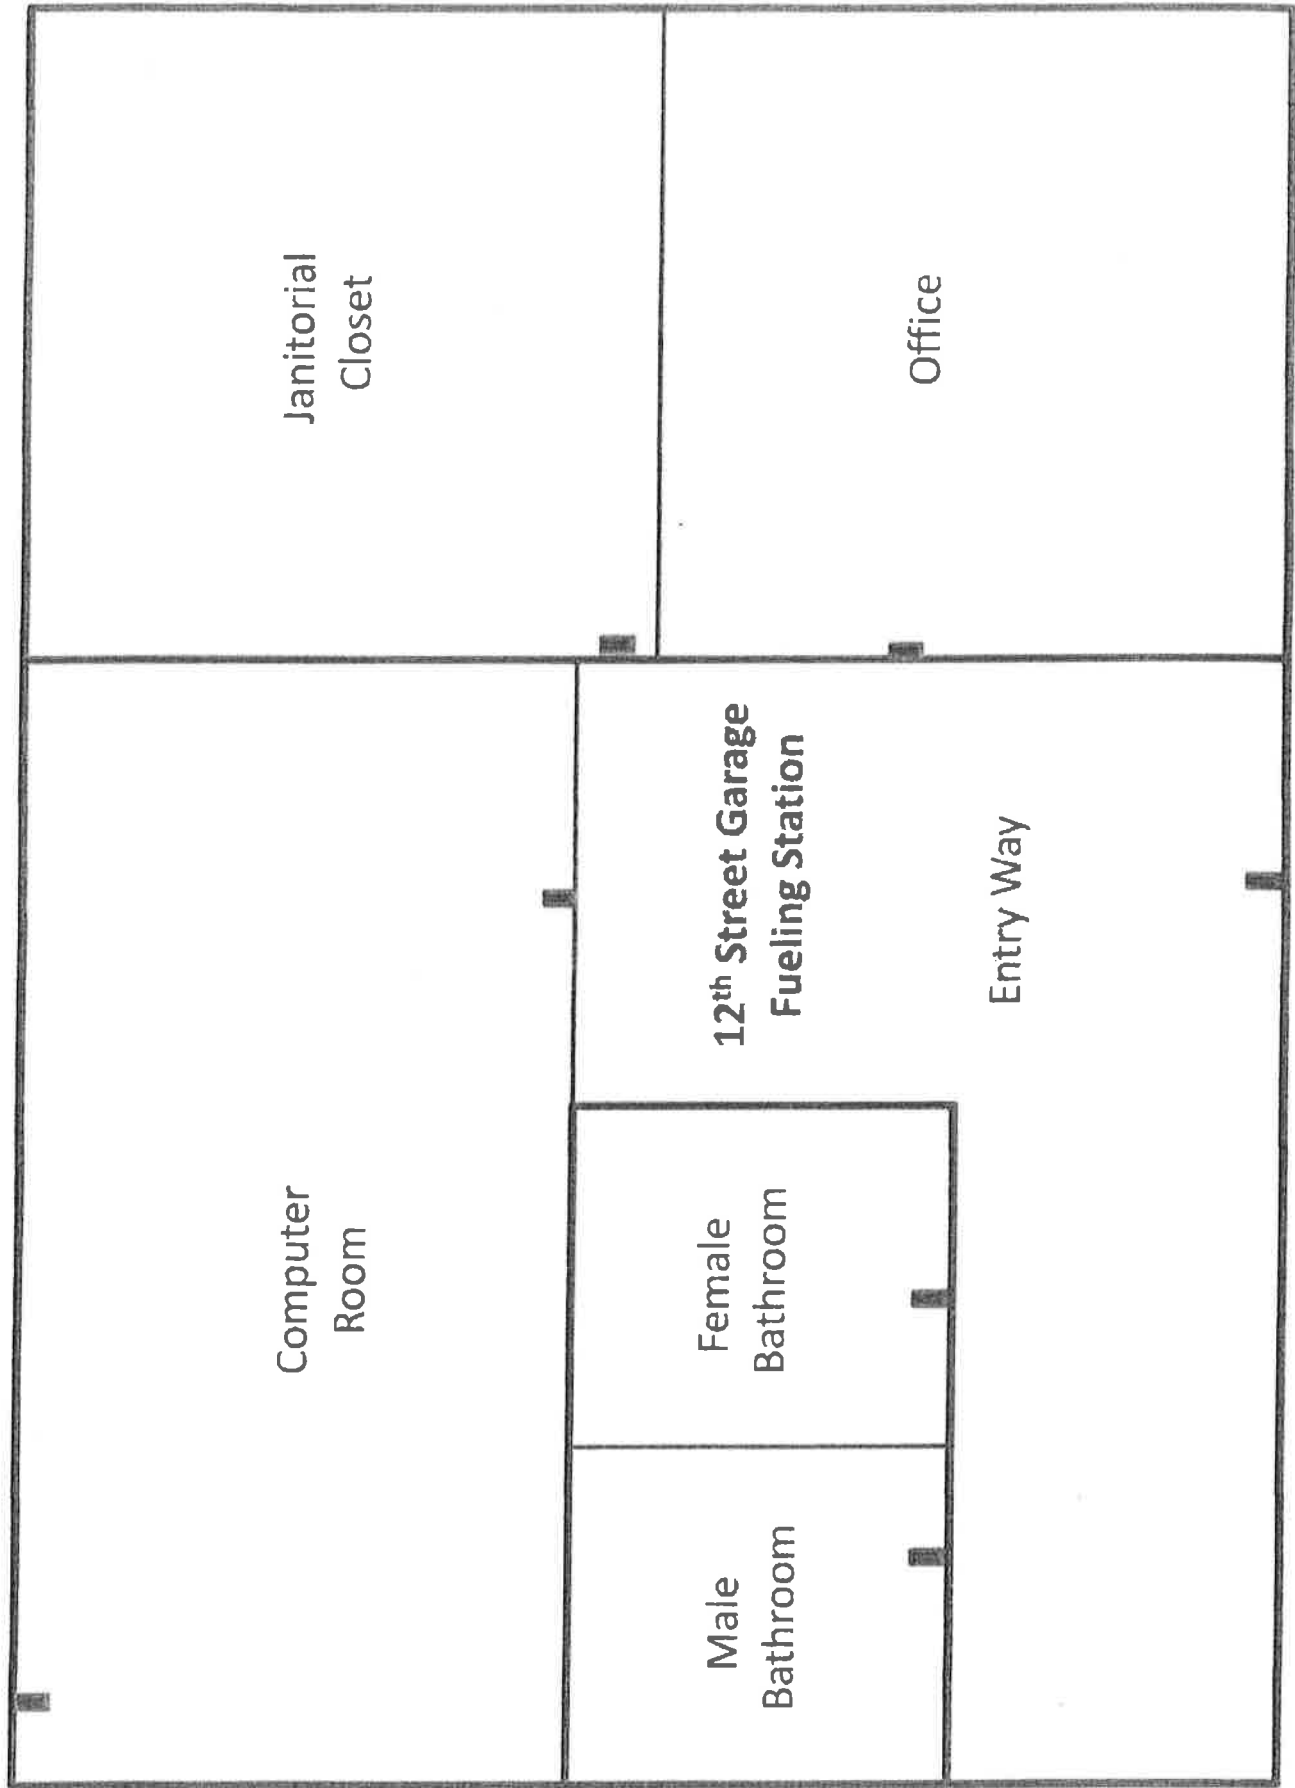 Computer
Room
Janitorial
Closet
Male
Bathroom
Female
Bathroom
12th Street Garage
Fueling Station
Entry Way
Office